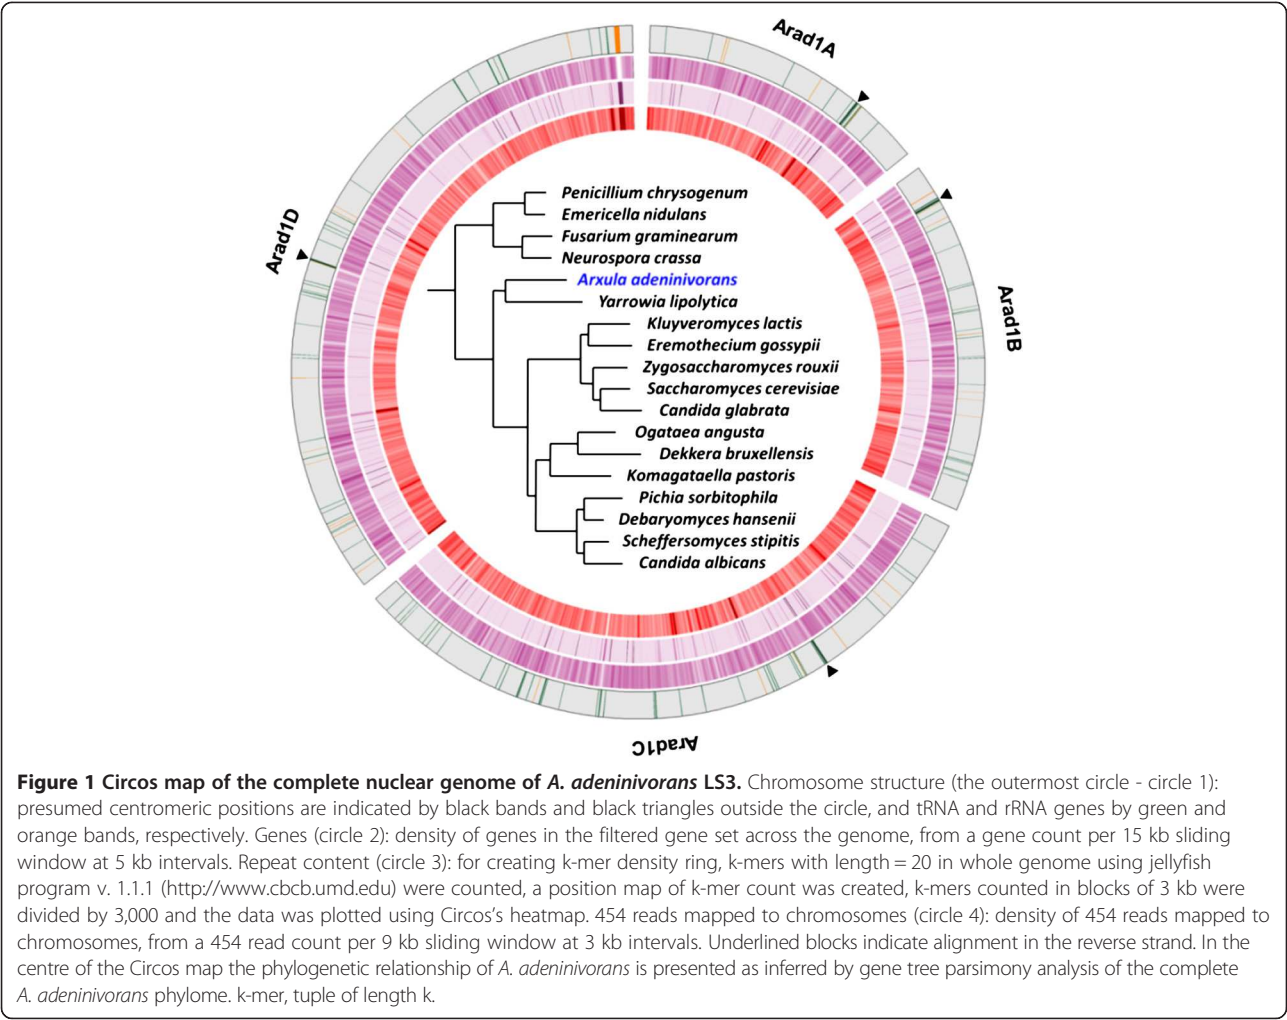 Arad1A
Arad1B
Arad1C
Arad1D
Penicillium chrysogenum
Emericella nidulans
Fusarium graminearum
Neurospora crassa
Arxula adeninivorans
Yarrowia lipolytica
Kluyveromyces lactis
Eremothecium gossypii
Zygosaccharomyces rouxii
Saccharomyces cerevisiae
Candida glabrata
Ogataea angusta
Dekkera bruxellensis
Komagataella pastoris
Pichia sorbitophila
Debaryomyces hansenii
Scheffersomyces stipitis
Candida albicans
Figure 1 Circos map of the complete nuclear genome of A. adeninivorans LS3. Chromosome structure (the outermost circle - circle 1):
presumed centromeric positions are indicated by black bands and black triangles outside the circle, and tRNA and rRNA genes by green and
orange bands, respectively. Genes (circle 2): density of genes in the filtered gene set across the genome, from a gene count per 15 kb sliding
window at 5 kb intervals. Repeat content (circle 3): for creating k-mer density ring, k-mers with length = 20 in whole genome using jellyfish
program v. 1.1.1 (http://www.cbcb.umd.edu) were counted, a position map of k-mer count was created, k-mers counted in blocks of 3 kb were
divided by 3,000 and the data was plotted using Circos's heatmap. 454 reads mapped to chromosomes (circle 4): density of 454 reads mapped to
chromosomes, from a 454 read count per 9 kb sliding window at 3 kb intervals. Underlined blocks indicate alignment in the reverse strand. In the
centre of the Circos map the phylogenetic relationship of A. adeninivorans is presented as inferred by gene tree parsimony analysis of the complete
A. adeninivorans phylome. k-mer, tuple of length k.